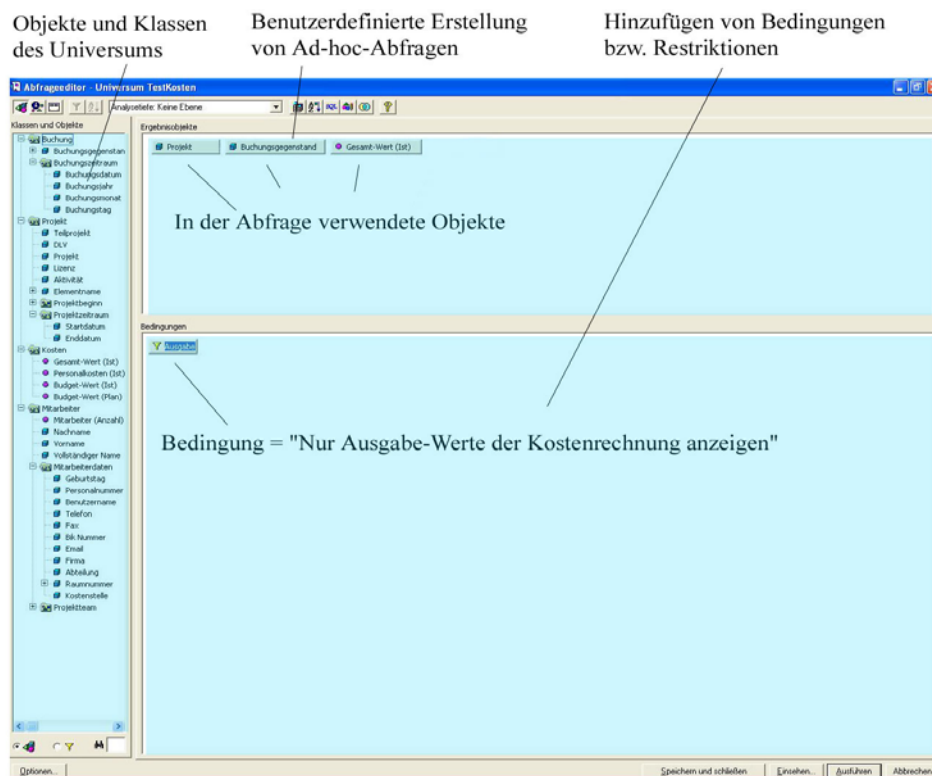 Objekte und Klassen
des Universums
Benutzerdefinierte Erstellung
von Ad-hoc-Abfragen
Hinzufügen von Bedingungen
bzw. Restriktionen
Abfrageeditor - Universum TestKosten
Analysetiefe: Keine Ebene
SQL
Klassen und Objekte
Buchung
Buchungsgegenstan
Buchungszeitraum
Buchungsdatum
Buchungsjahr
Buchungsmonat
Buchungstag
Projekt
Teilprojekt
DLV
Projekt
Lizenz
Aktivität
Elementname
Projektbeginn
Projektzeitraum
Startdatum
Enddatum
Kosten
Gesamt-Wert (Ist)
Personalkosten (Ist)
Budget-Wert (Ist)
Budget-Wert (Plan)
Mitarbeiter
Mitarbeiter (Anzahl)
Nachname
Vorname
Vollständiger Name
Mitarbeiterdaten
Geburtstag
Personalnummer
Benutzername
Telefon
Fax
Bik Nummer
Email
Firma
Abteilung
Raumnummer
Kostenstelle
Projektteam
Ergebnisobjekte
Projekt
Buchungsgegenstand
Gesamt-Wert (Ist)
In der Abfrage verwendete Objekte
Bedingungen
Ausgabe
Bedingung = "Nur Ausgabe-Werte der Kostenrechnung anzeigen"
Optionen...
Speichern und schließen
Einsehen...
Ausführen
Abbrechen